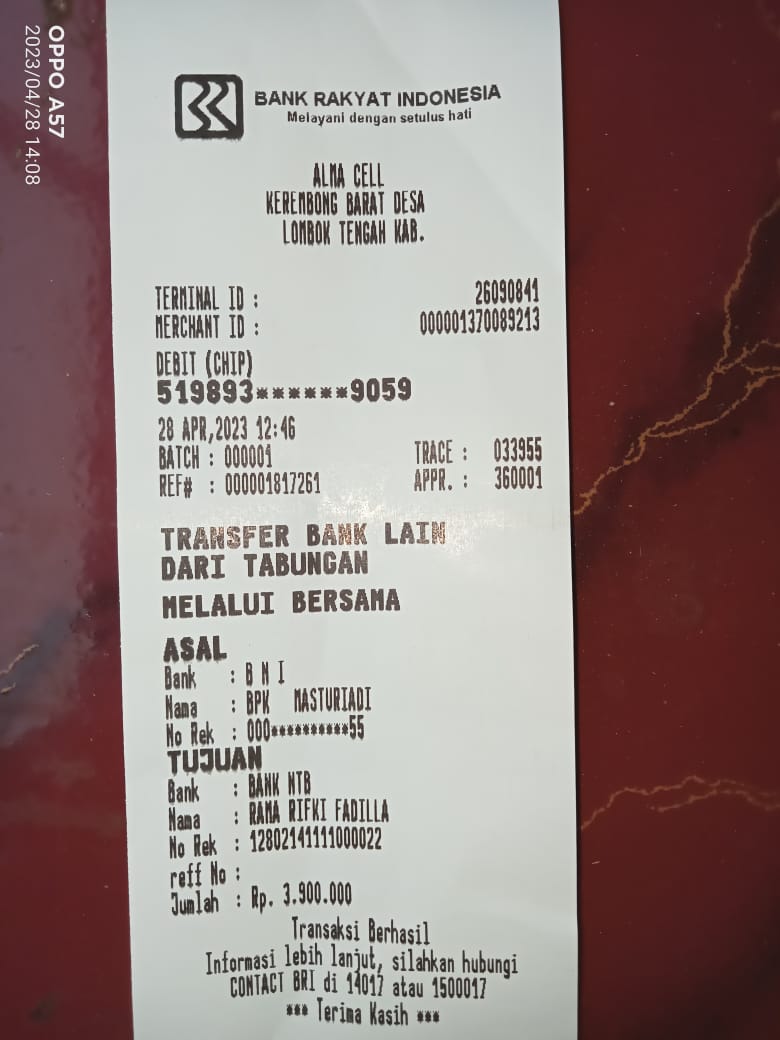 OPPO A57
2023/04/28 14:08
BANK RAKYAT INDONESIA
Melayani dengan setulus hati
ALMA CELL
KEREMBONG BARAT DESA
LOMBOK TENGAH KAB.
TERMINAL ID : 26090841
MERCHANT ID : 000001370089213
DEBIT (CHIP)
519893******9059
28 APR,2023 12:46
BATCH : 000001 TRACE : 033955
REF# : 000001817261 APPR. : 360001
TRANSFER BANK LAIN
DARI TABUNGAN
MELALUI BERSAMA
ASAL
Bank : B N I
Nama : BPK MASTURIADI
No Rek : 000**********55
TUJUAN
Bank : BANK NTB
Nama : RAMA RIFKI FADILLA
No Rek : 12802141111000022
reff No :
Jumlah : Rp. 3.900.000
Transaksi Berhasil
Informasi lebih lanjut, silahkan hubungi
CONTACT BRI di 14017 atau 1500017
*** Terima Kasih ***